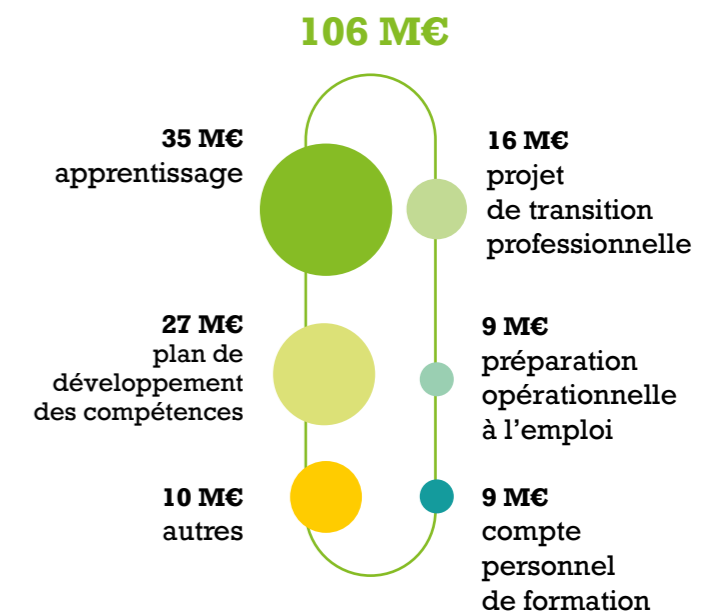 106 M€
35 M€
apprentissage
16 M€
projet
de transition
professionnelle
27 M€
plan de
développement
des compétences
9 M€
préparation
opérationnelle
à l’emploi
10 M€
autres
9 M€
compte
personnel
de formation